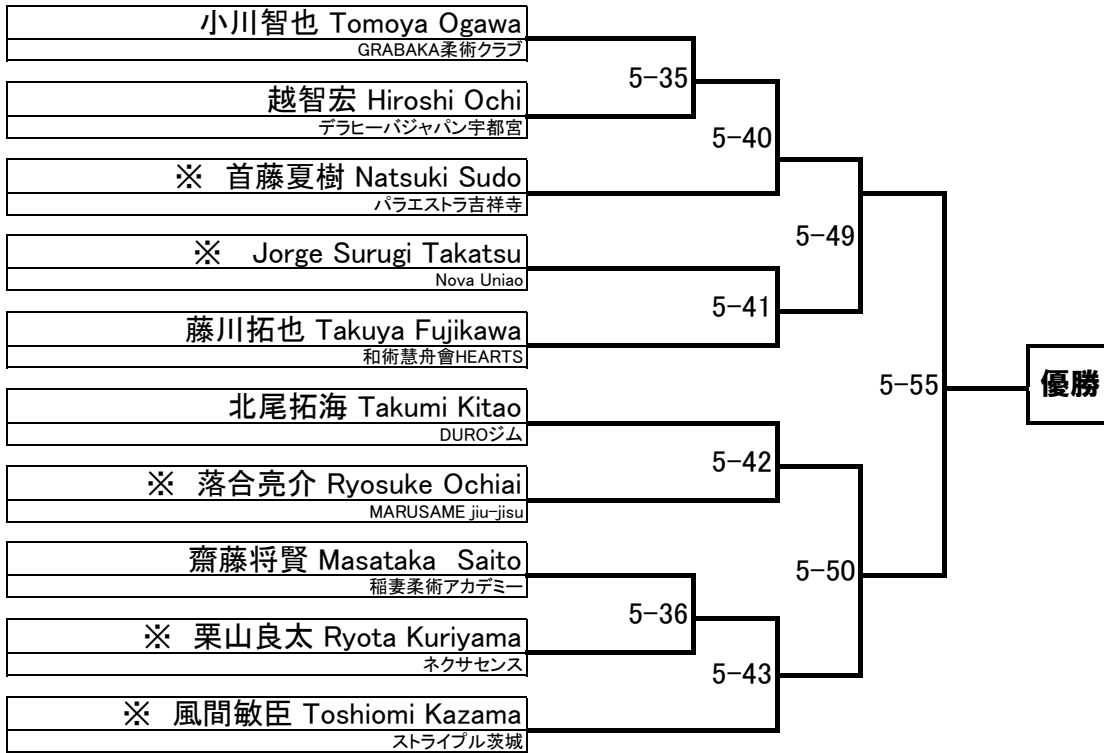 小川智也 Tomoya Ogawa
GRABAKA柔術クラブ
5-35
越智宏 Hiroshi Ochi
デラヒーバジャパン宇都宮
5-40
※ 首藤夏樹 Natsuki Sudo
パラエストラ吉祥寺
5-49
※ Jorge Surugi Takatsu
Nova Uniao
5-41
藤川拓也 Takuya Fujikawa
和術慧舟會HEARTS
5-55
優勝
北尾拓海 Takumi Kitao
DUROジム
5-42
※ 落合亮介 Ryosuke Ochiai
MARUSAME jiu-jisu
齋藤将賢 Masataka Saito
稲妻柔術アカデミー
5-50
5-36
※ 栗山良太 Ryota Kuriyama
ネクサセンス
5-43
※ 風間敏臣 Toshiomi Kazama
ストライプル茨城